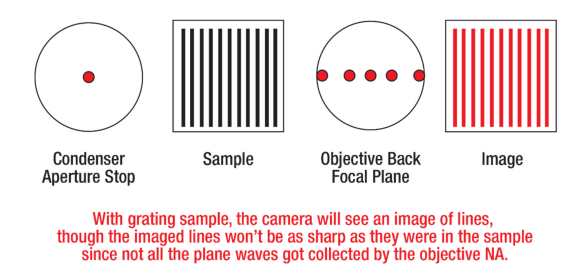 Condenser
Aperture Stop
Sample
Objective Back
Focal Plane
Image
With grating sample, the camera will see an image of lines,
though the imaged lines won't be as sharp as they were in the sample
since not all the plane waves got collected by the objective NA.